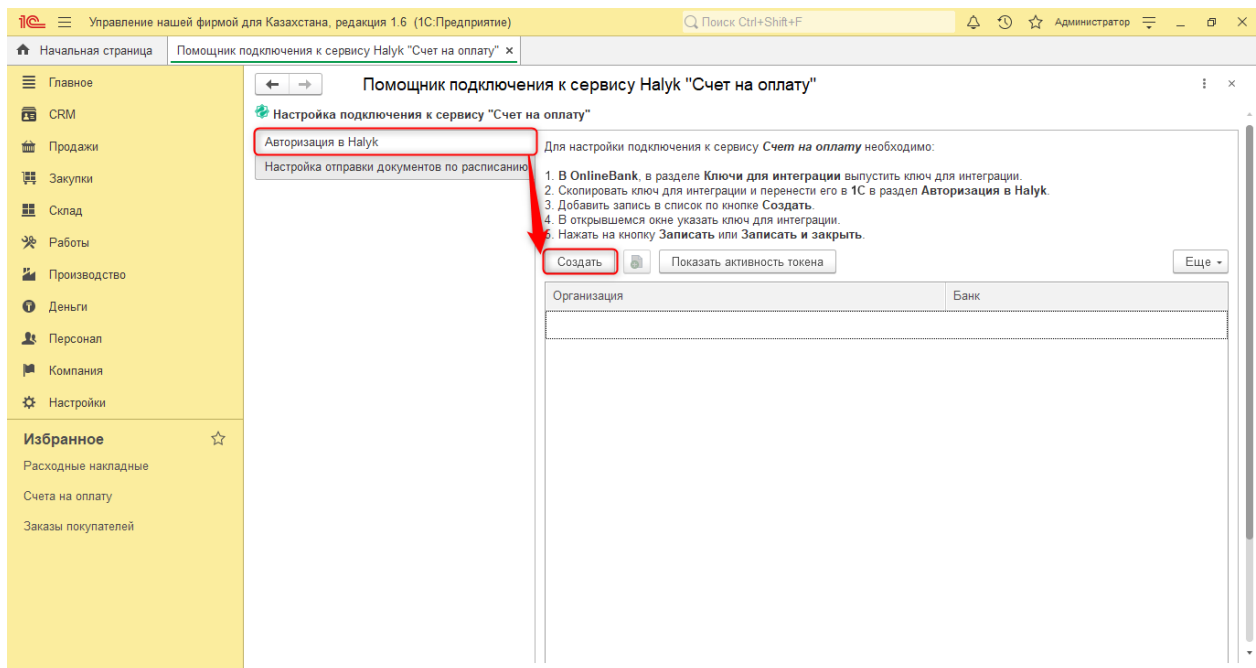 1С Управление нашей фирмой для Казахстана, редакция 1.6 (1С:Предприятие) Поиск Ctrl+Shift+F Администратор
Начальная страница Помощник подключения к сервису Halyk "Счет на оплату" ×
Главное
CRM
Продажи
Закупки
Склад
Работы
Производство
Деньги
Персонал
Компания
Настройки
Избранное
Расходные накладные
Счета на оплату
Заказы покупателей
Помощник подключения к сервису Halyk "Счет на оплату"
Настройка подключения к сервису "Счет на оплату"
Авторизация в Halyk
Настройка отправки документов по расписанию
Для настройки подключения к сервису Счет на оплату необходимо:
1. В OnlineBank, в разделе Ключи для интеграции выпустить ключ для интеграции.
2. Скопировать ключ для интеграции и перенести его в 1С в раздел Авторизация в Halyk.
3. Добавить запись в список по кнопке Создать.
4. В открывшемся окне указать ключ для интеграции.
5. Нажать на кнопку Записать или Записать и закрыть.
Создать Показать активность токена Еще
Организация Банк